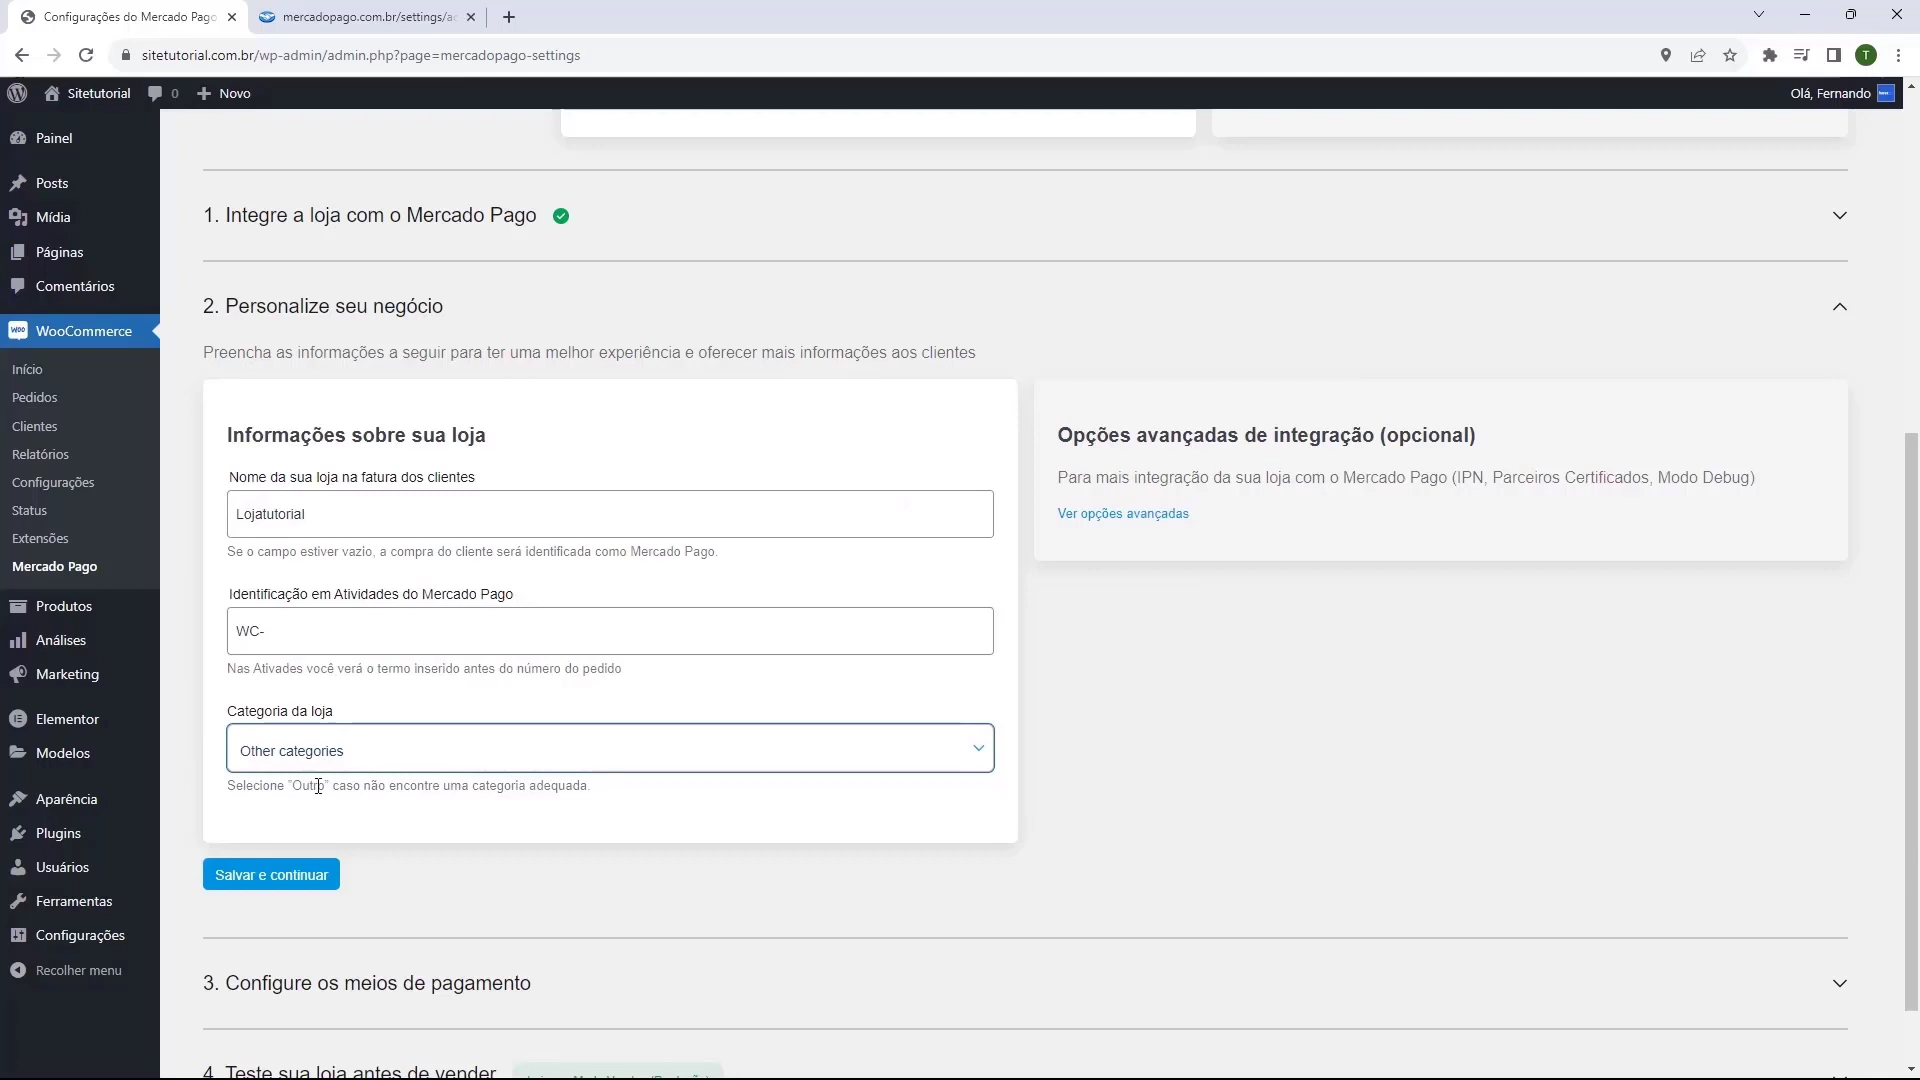 Configurações do Mercado Pago
mercadopago.com.br/settings/ac
sitetutorial.com.br/wp-admin/admin.php?page=mercadopago-settings
T
Sitetutorial
0
Novo
Olá, Fernando
Painel
Posts
Mídia
Páginas
Comentários
WooCommerce
Início
Pedidos
Clientes
Relatórios
Configurações
Status
Extensões
Mercado Pago
Produtos
Análises
Marketing
Elementor
Modelos
Aparência
Plugins
Usuários
Ferramentas
Configurações
Recolher menu
1. Integre a loja com o Mercado Pago
2. Personalize seu negócio
Preencha as informações a seguir para ter uma melhor experiência e oferecer mais informações aos clientes
Informações sobre sua loja
Nome da sua loja na fatura dos clientes
Lojatutorial
Se o campo estiver vazio, a compra do cliente será identificada como Mercado Pago.
Identificação em Atividades do Mercado Pago
WC-
Nas Ativades você verá o termo inserido antes do número do pedido
Categoria da loja
Other categories
Selecione ”Outro” caso não encontre uma categoria adequada.
Salvar e continuar
Opções avançadas de integração (opcional)
Para mais integração da sua loja com o Mercado Pago (IPN, Parceiros Certificados, Modo Debug)
Ver opções avançadas
3. Configure os meios de pagamento
4. Teste sua loja antes de vender